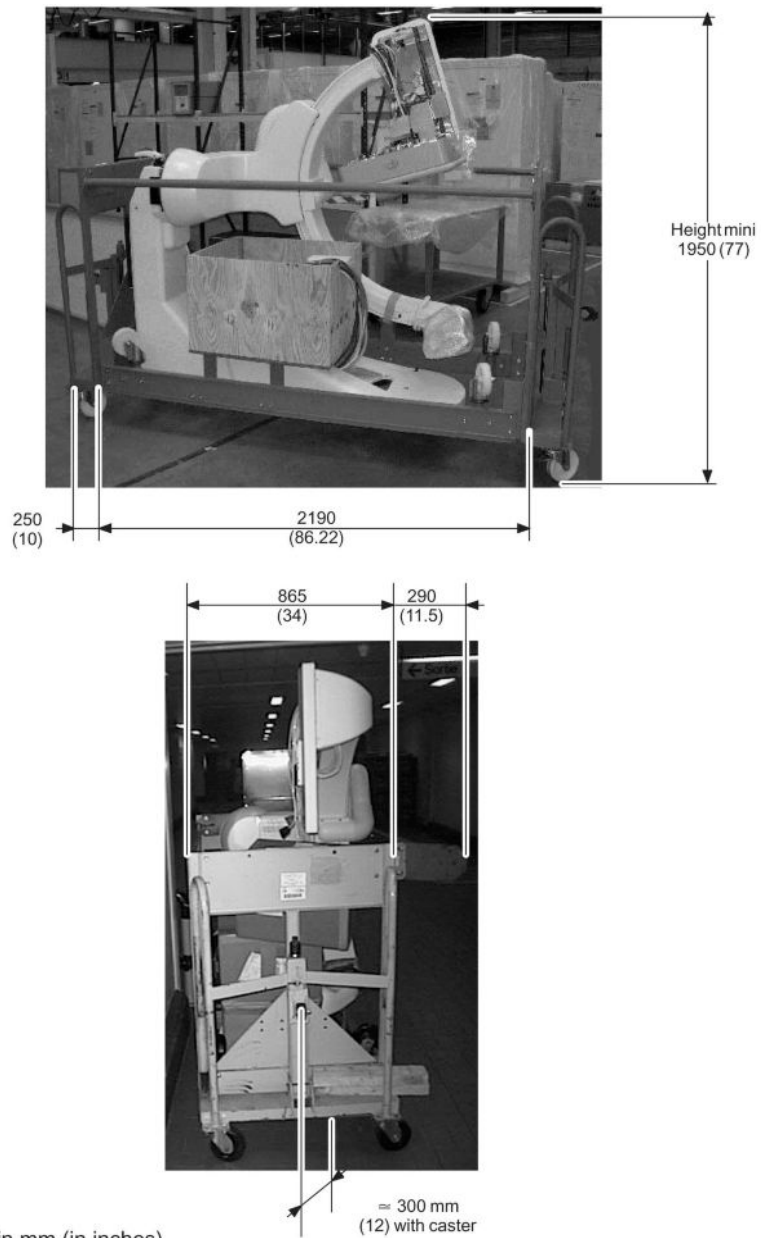 Height mini
1950 (77)
250
(10)
2190
(86.22)
865
(34)
290
(11.5)
← Sortie
≃ 300 mm
(12) with caster
in mm (in inches)